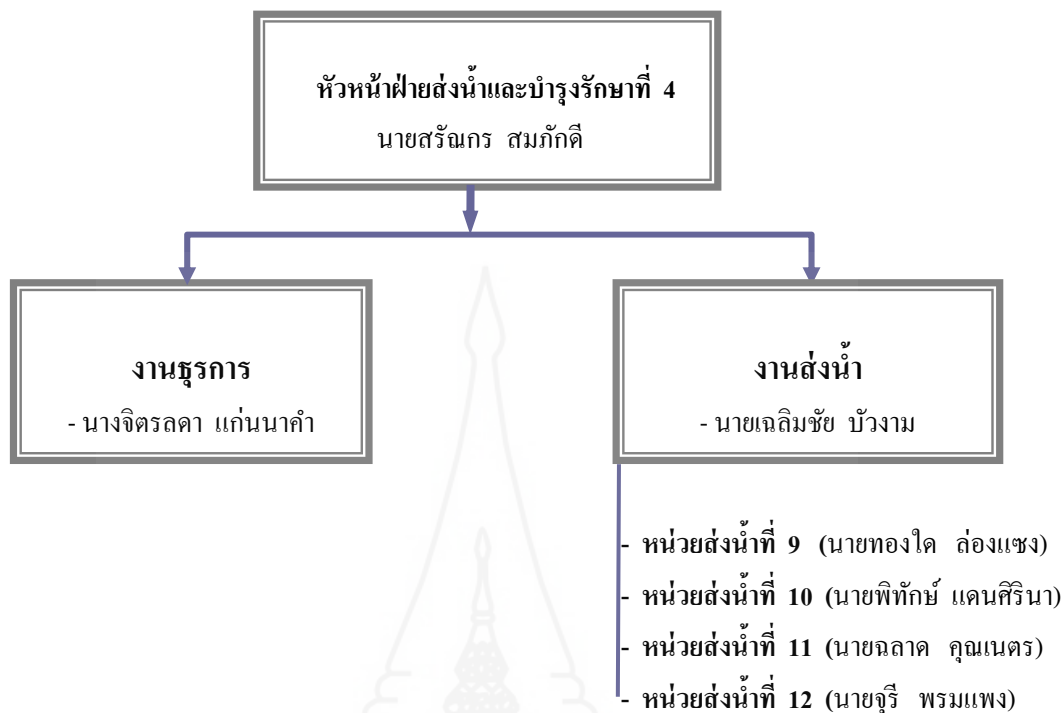 หัวหน้าฝ่ายส่งน้ำและบำรุงรักษาที่ 4
นายสรัณกร สมภักดี
งานธุรการ
- นางจิตรลดา แก่นนาคำ
งานส่งน้ำ
- นายเฉลิมชัย บัวงาม
- หน่วยส่งน้ำที่ 9 (นายทองใด ล่องแซง)
- หน่วยส่งน้ำที่ 10 (นายพิทักษ์ แดนศิรินา)
- หน่วยส่งน้ำที่ 11 (นายฉลาด คุณเนตร)
- หน่วยส่งน้ำที่ 12 (นายจุรี พรมแพง)